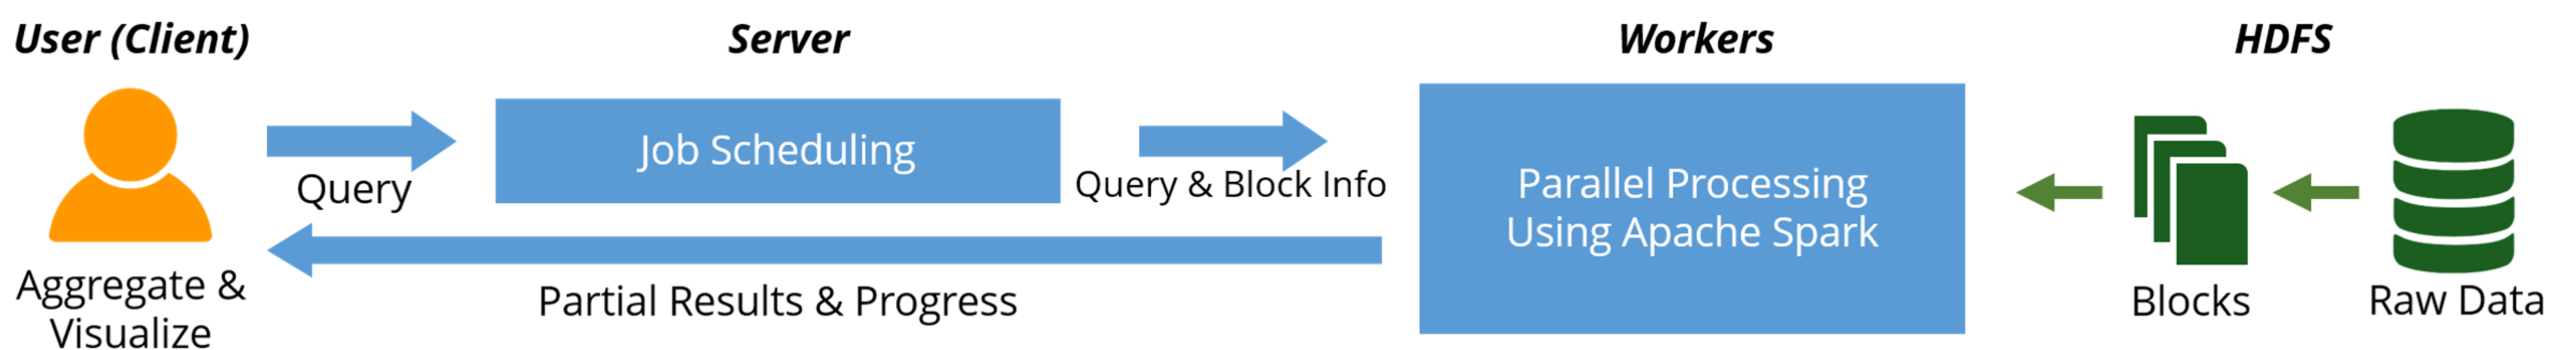 User (Client)
Server
Workers
HDFS
Job Scheduling
Query
Query & Block Info
Parallel Processing
Using Apache Spark
Aggregate &
Visualize
Partial Results & Progress
Blocks
Raw Data